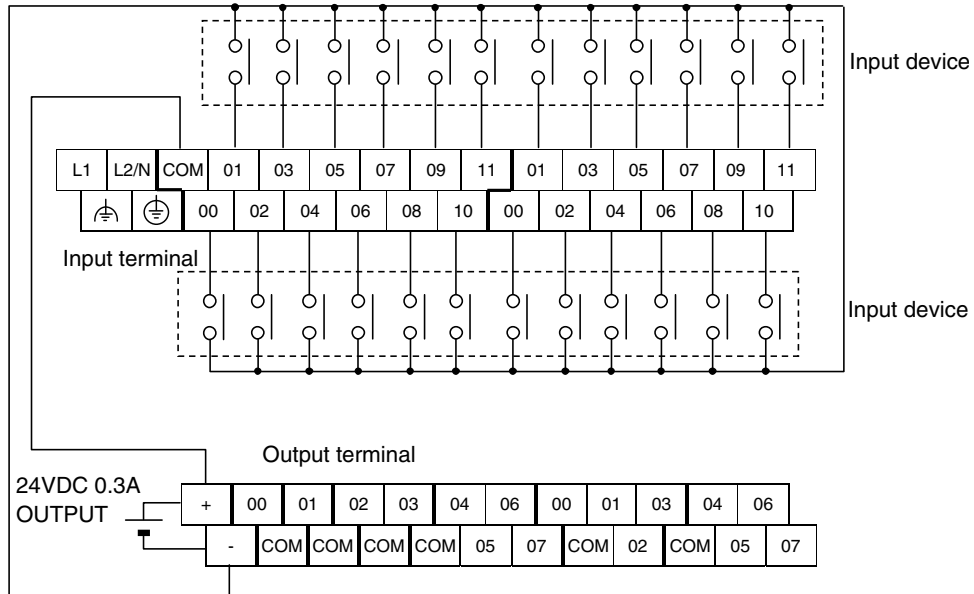 Input device
L1 L2/N COM 01 03 05 07 09 11 01 03 05 07 09 11
00 02 04 06 08 10 00 02 04 06 08 10
Input terminal
Input device
Output terminal
24VDC 0.3A
OUTPUT
+ 00 01 02 03 04 06 00 01 03 04 06
- COM COM COM COM 05 07 COM 02 COM 05 07